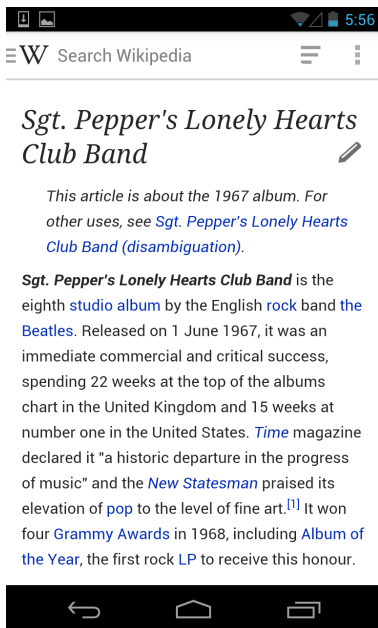 5:56
W Search Wikipedia
Sgt. Pepper's Lonely Hearts
Club Band
This article is about the 1967 album. For
other uses, see Sgt. Pepper's Lonely Hearts
Club Band (disambiguation).
Sgt. Pepper's Lonely Hearts Club Band is the
eighth studio album by the English rock band the
Beatles. Released on 1 June 1967, it was an
immediate commercial and critical success,
spending 22 weeks at the top of the albums
chart in the United Kingdom and 15 weeks at
number one in the United States. Time magazine
declared it "a historic departure in the progress
of music" and the New Statesman praised its
elevation of pop to the level of fine art.[1] It won
four Grammy Awards in 1968, including Album of
the Year, the first rock LP to receive this honour.